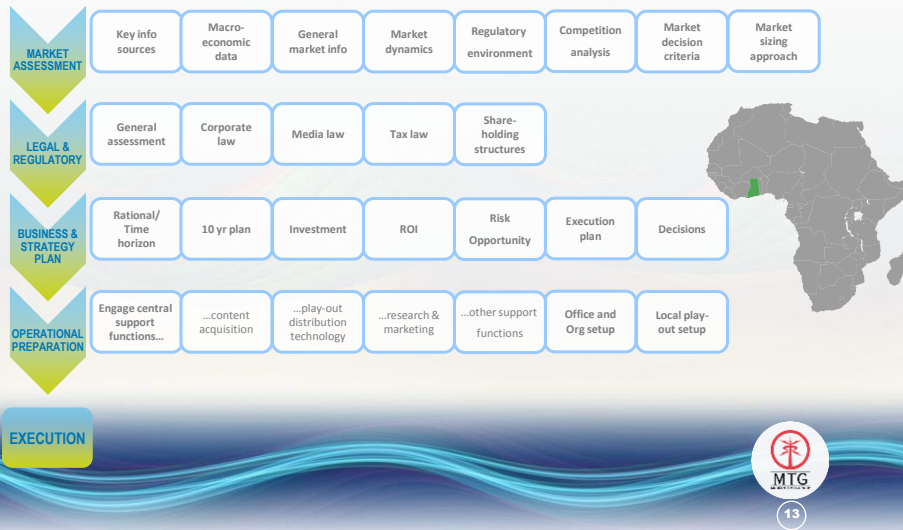 MARKET
ASSESSMENT
Key info
sources
Macro-
economic
data
General
market info
Market
dynamics
Regulatory
environment
Competition
analysis
Market
decision
criteria
Market
sizing
approach
LEGAL &
REGULATORY
General
assessment
Corporate
law
Media law
Tax law
Share-
holding
structures
BUSINESS &
STRATEGY
PLAN
Rational/
Time
horizon
10 yr plan
Investment
ROI
Risk
Opportunity
Execution
plan
Decisions
OPERATIONAL
PREPARATION
Engage central
support
functions…
…content
acquisition
…play-out
distribution
technology
…research &
marketing
…other support
functions
Office and
Org setup
Local play-
out setup
EXECUTION
MTG
13